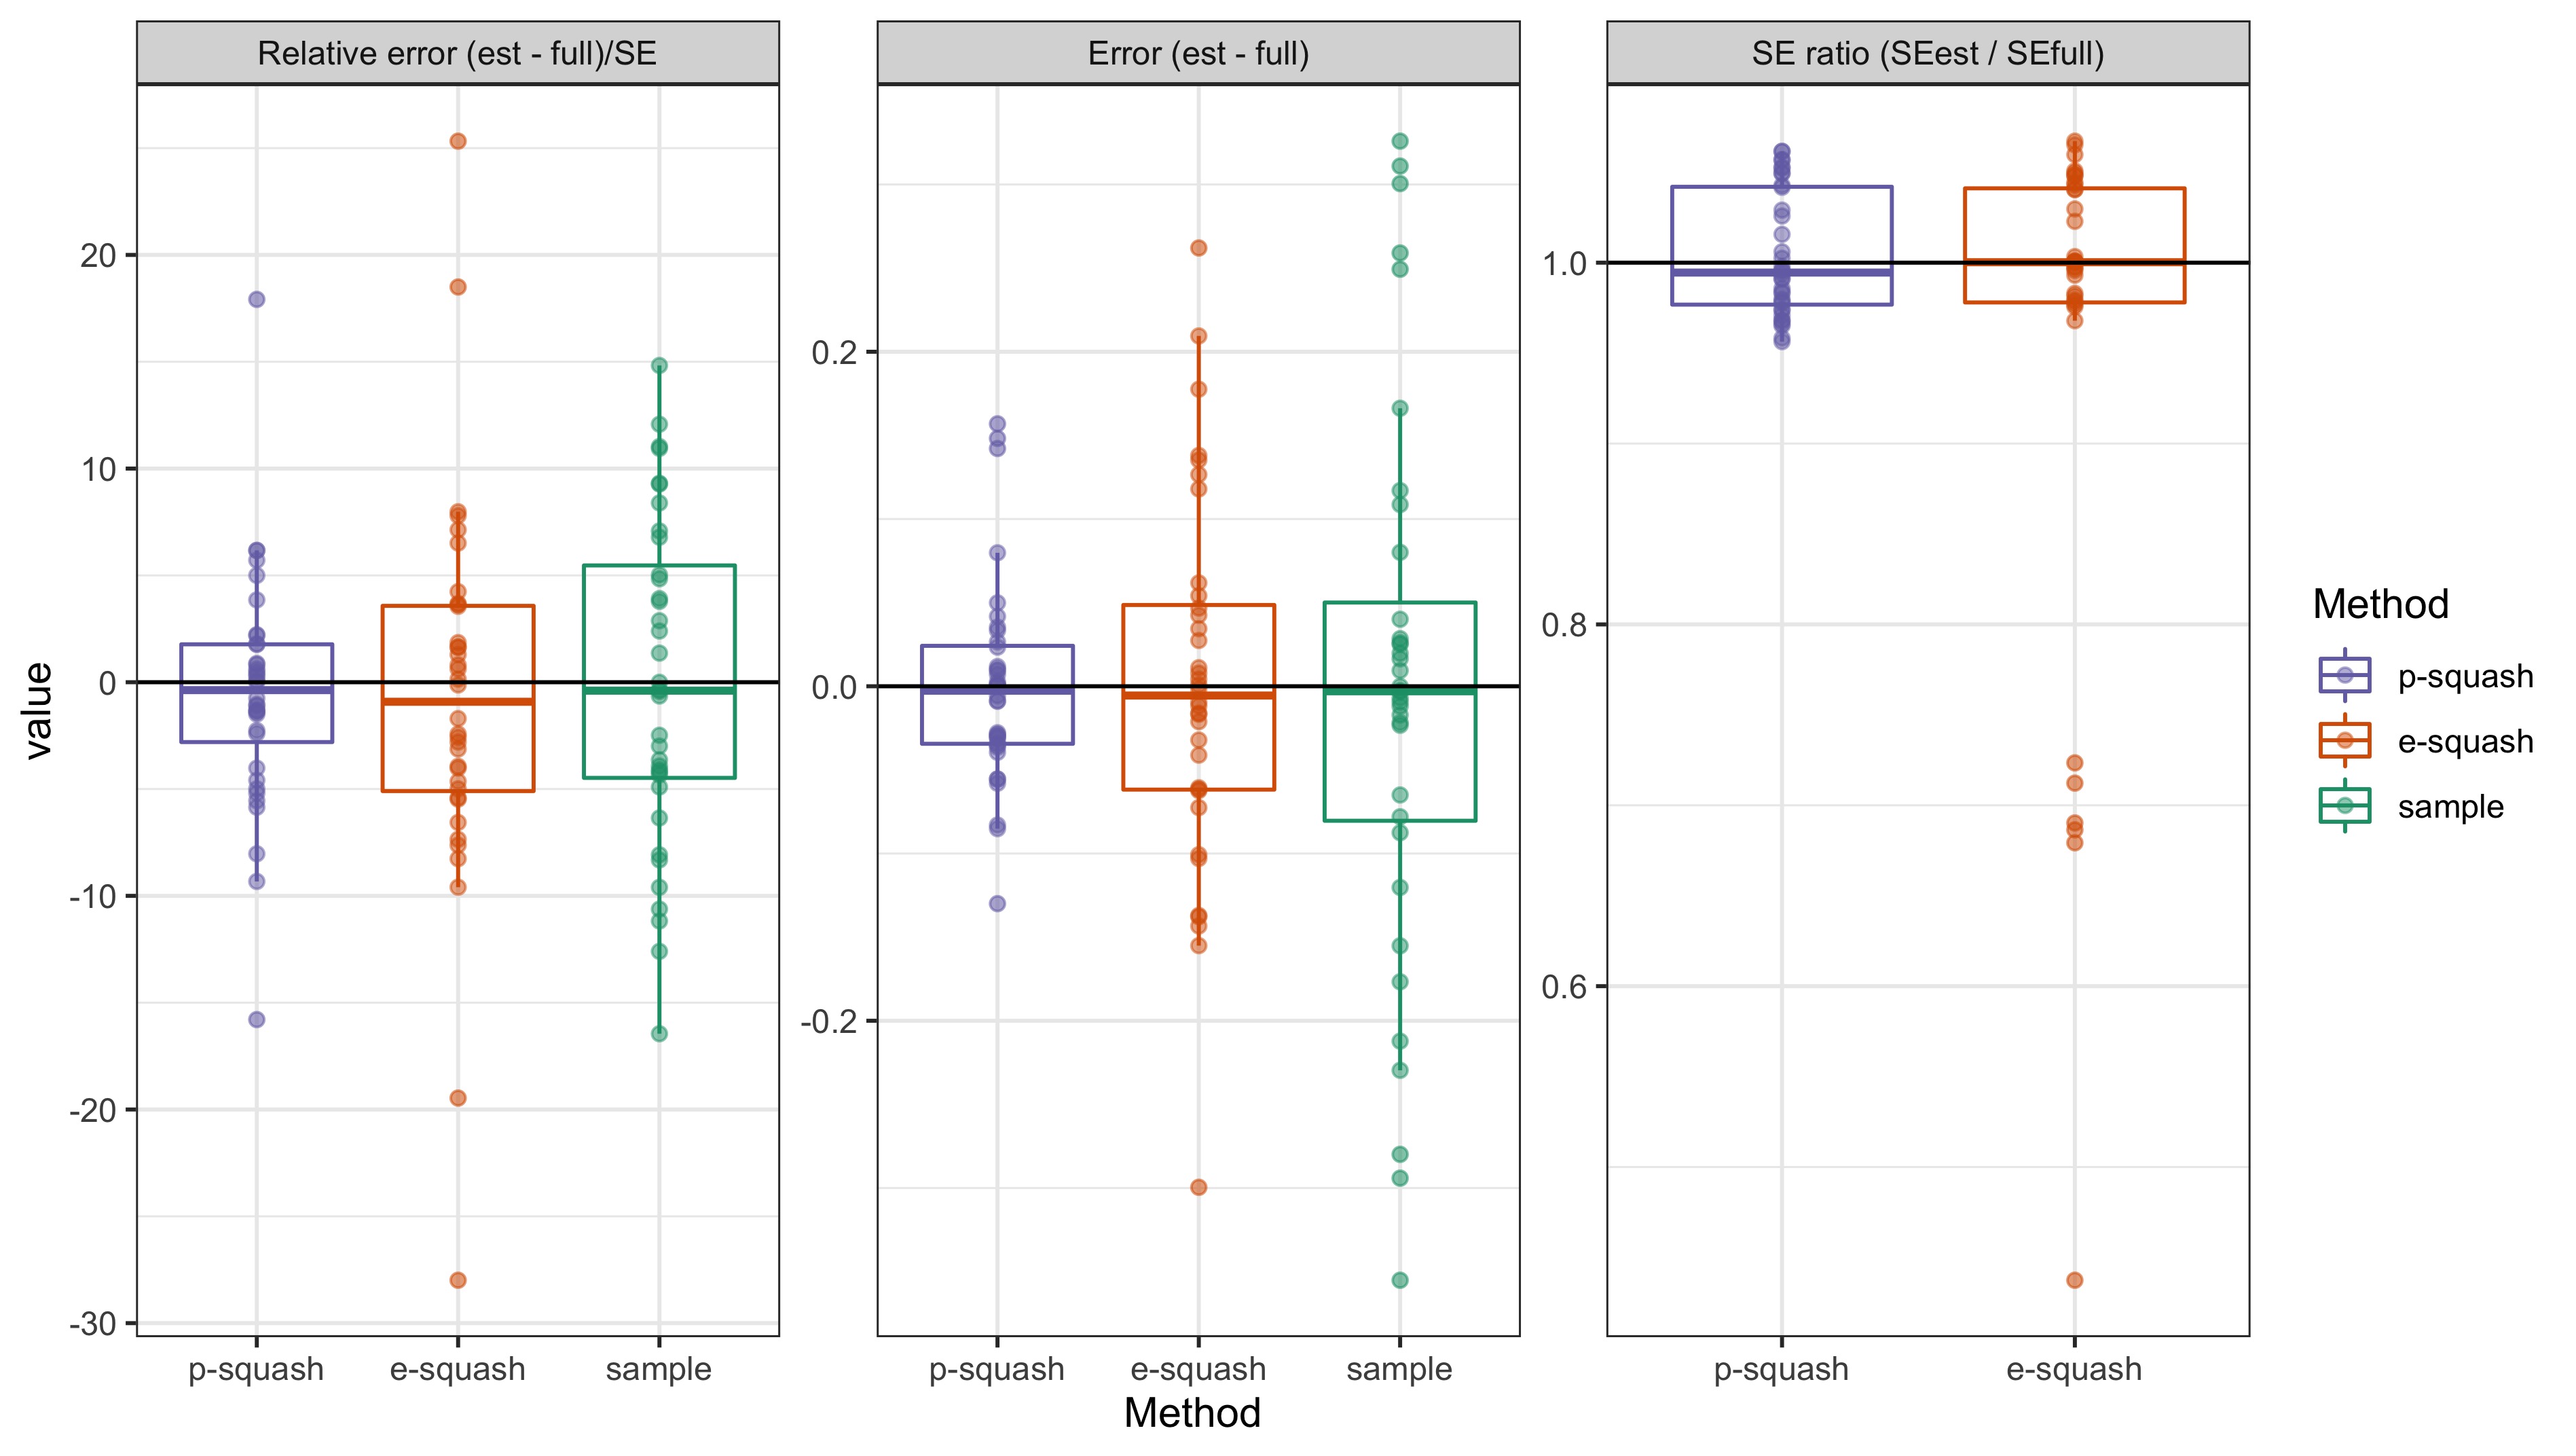 Relative error (est - full)/SE
Error (est - full)
SE ratio (SEest / SEfull)
value
20
10
0
-10
-20
-30
0.2
0.0
-0.2
1.0
0.8
0.6
p-squash e-squash sample
p-squash e-squash sample
p-squash e-squash
Method
Method
p-squash
e-squash
sample